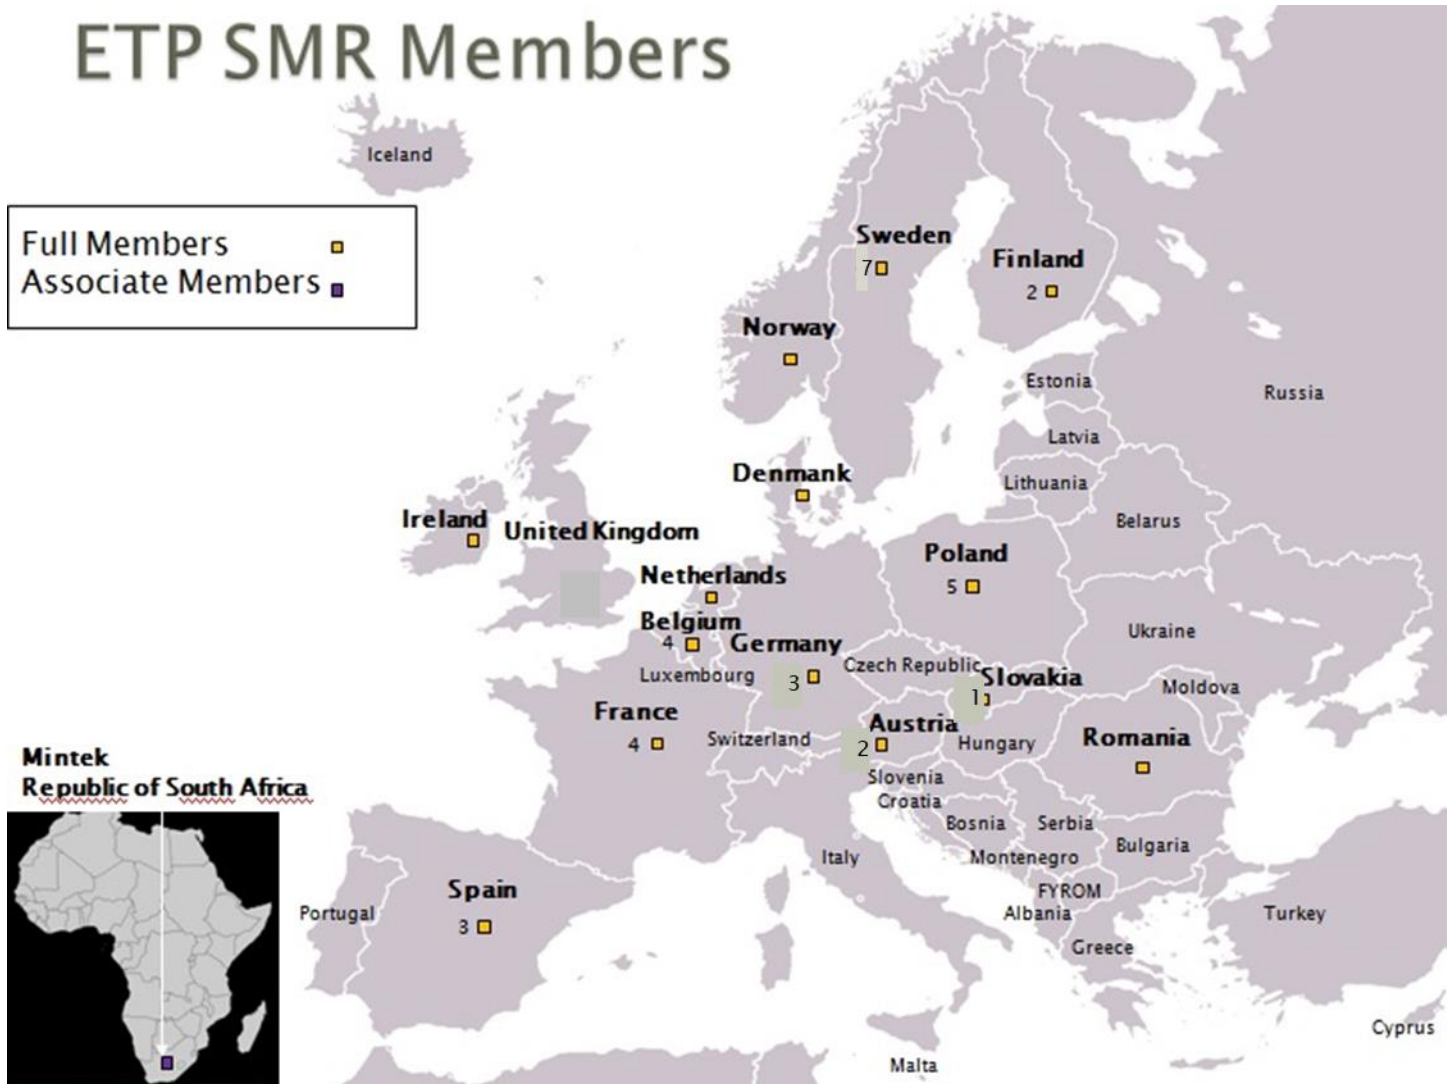 ETP SMR Members
Iceland
Full Members
Associate Members
Sweden
7
Finland
2
Norway
Estonia
Russia
Latvia
Denmank
Lithuania
Ireland
United Kingdom
Belarus
Poland
5
Netherlands
Belgium
4
Germany
3
Ukraine
Luxembourg
Czech Republic
Slovakia
1
Moldova
France
4
Switzerland
Austria
2
Hungary
Romania
Mintek
Republic of South Africa
Slovenia
Croatia
Bosnia
Serbia
Bulgaria
Italy
Montenegro
FYROM
Spain
3
Portugal
Albania
Turkey
Greece
Cyprus
Malta